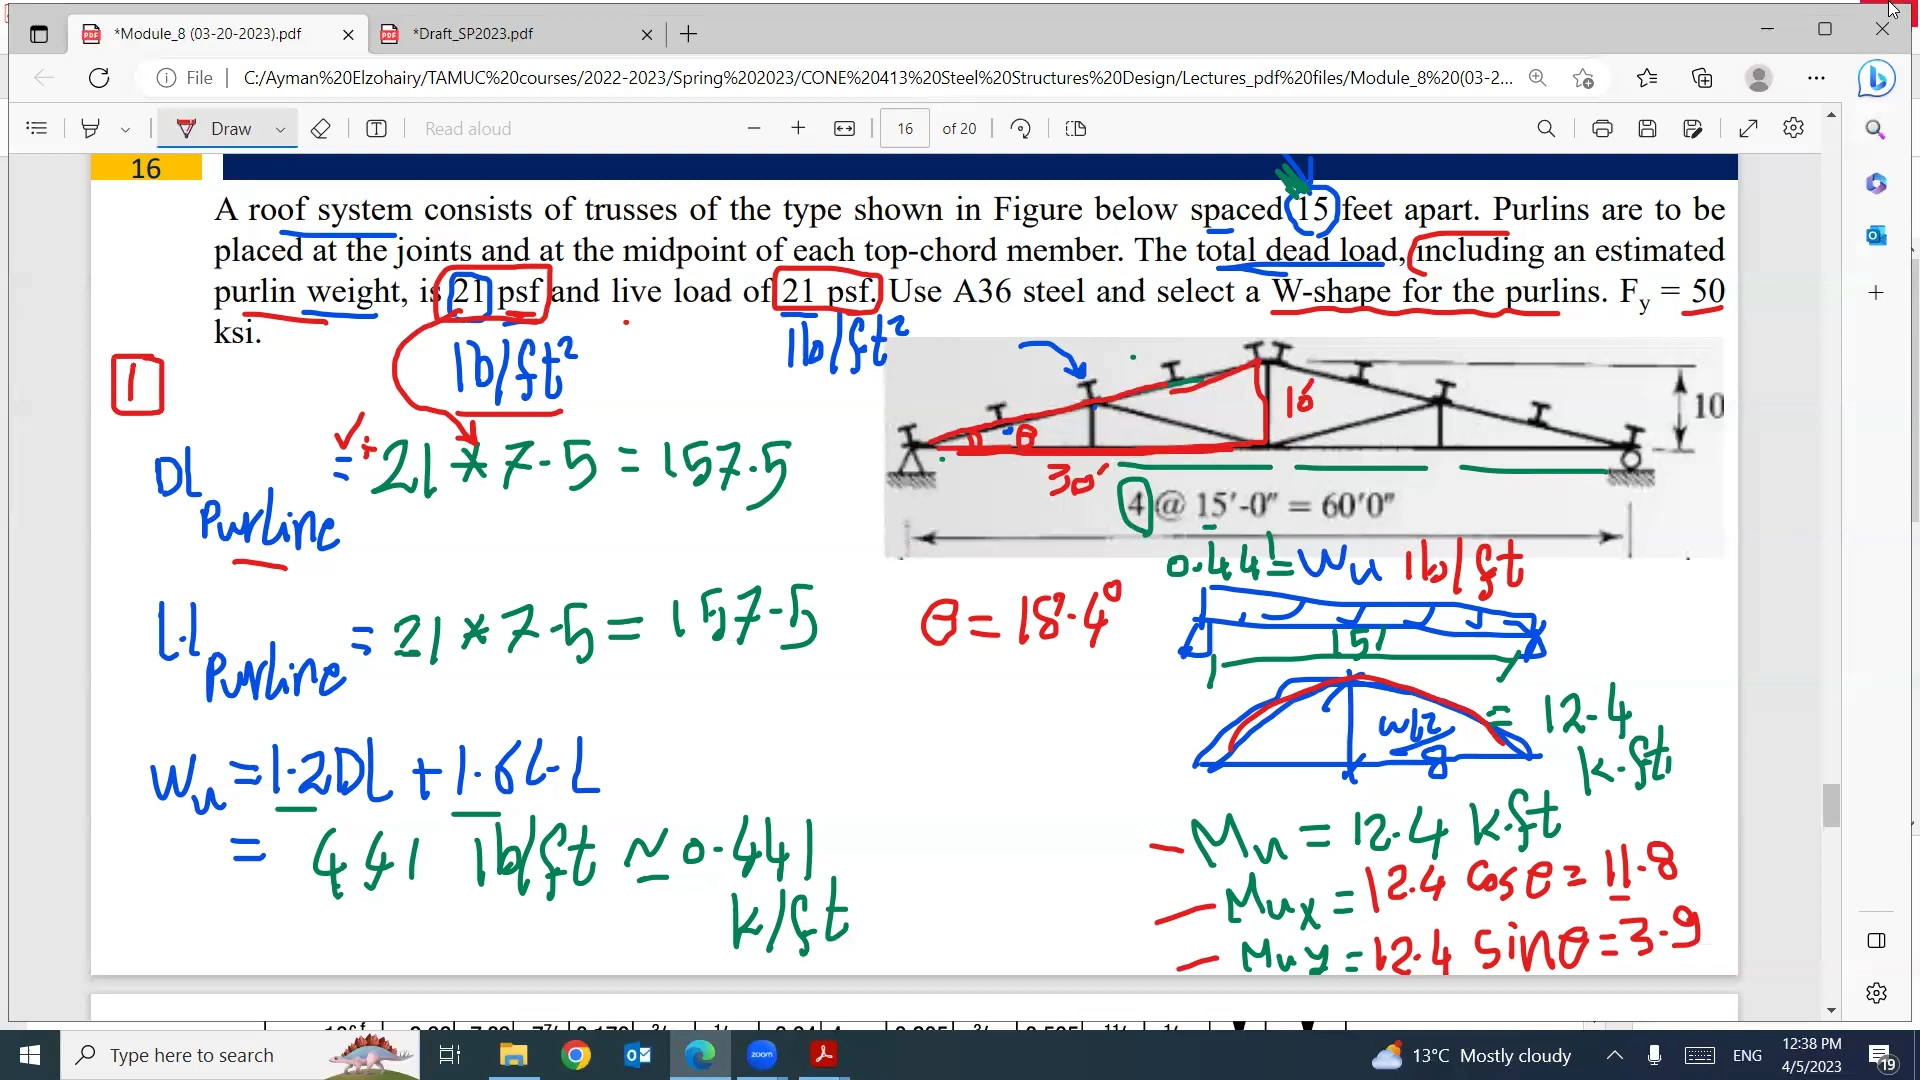 *Module_8 (03-20-2023).pdf
*Draft_SP2023.pdf
File
C:/Ayman%20Elzohairy/TAMUC%20courses/2022-2023/Spring%202023/CONE%20413%20Steel%20Structures%20Design/Lectures_pdf%20files/Module_8%20(03-2...
Draw
Read aloud
16 of 20
16
A roof system consists of trusses of the type shown in Figure below spaced 15 feet apart. Purlins are to be
placed at the joints and at the midpoint of each top-chord member. The total dead load, including an estimated
purlin weight, is 21 psf and live load of 21 psf. Use A36 steel and select a W-shape for the purlins. Fy = 50
ksi.
lb/ft²
lb/ft²
1
10
10'
θ
30'
4 @ 15'-0" = 60'0"
DL Purline = 21 * 7.5 = 157.5
0.441 = Wu lb/ft
L.L Purline = 21 * 7.5 = 157.5
θ = 18.4°
15'
wL²/8 = 12.4 k.ft
Wu = 1.2DL + 1.6L.L
= 441 lb/ft ≈ 0.441 k/ft
Mu = 12.4 k.ft
Mux = 12.4 cosθ = 11.8
Muy = 12.4 sinθ = 3.9
Type here to search
zoom
13°C Mostly cloudy
ENG
12:38 PM
4/5/2023
19